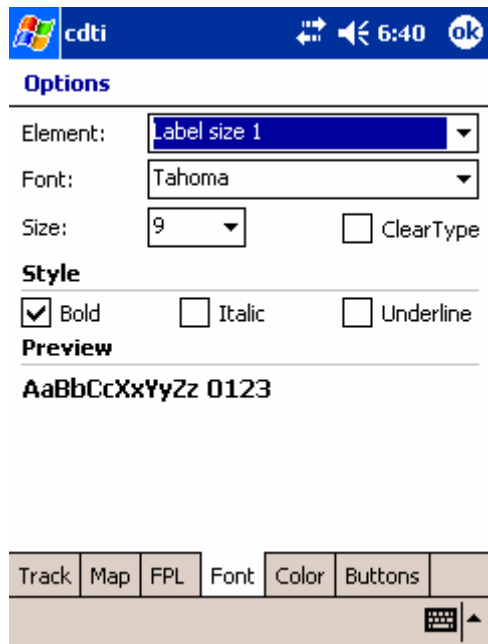 cdti 6:40 ok
Options
Element: Label size 1
Font: Tahoma
Size: 9 ClearType
Style
Bold Italic Underline
Preview
AaBbCcXxYyZz 0123
Track Map FPL Font Color Buttons